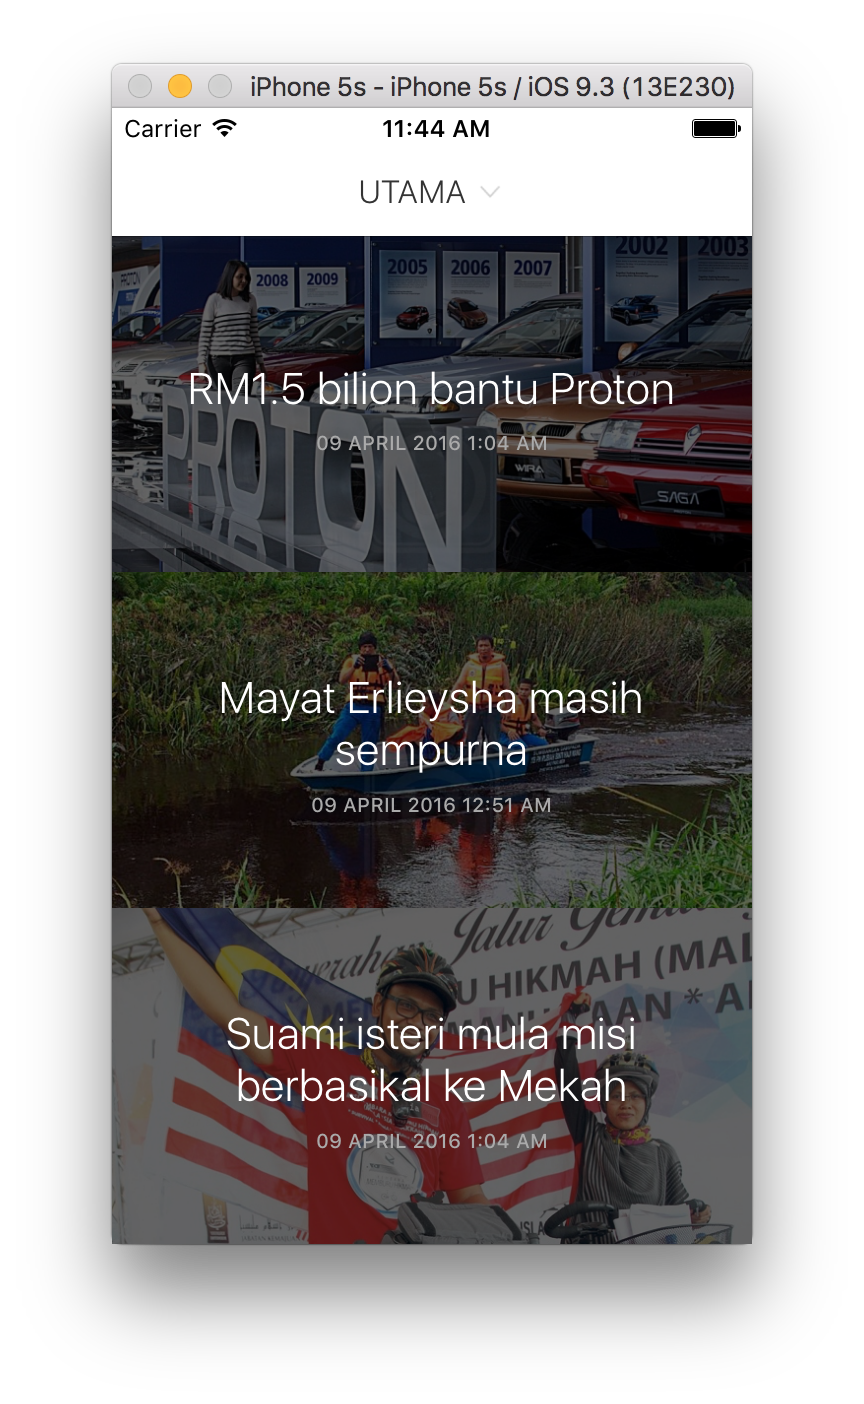 iPhone 5s - iPhone 5s / iOS 9.3 (13E230)
Carrier 11:44 AM
UTAMA
2002 2003
2005 2006 2007
2008 2009
PROTON
RM1.5 bilion bantu Proton
09 APRIL 2016 1:04 AM
PROTON
WIRA
SAGA
Mayat Erlieysha masih
sempurna
09 APRIL 2016 12:51 AM
Jalur Gemilang
U HIKMAH (MAL
AAN * A
Suami isteri mula misi
berbasikal ke Mekah
09 APRIL 2016 1:04 AM
ISLA